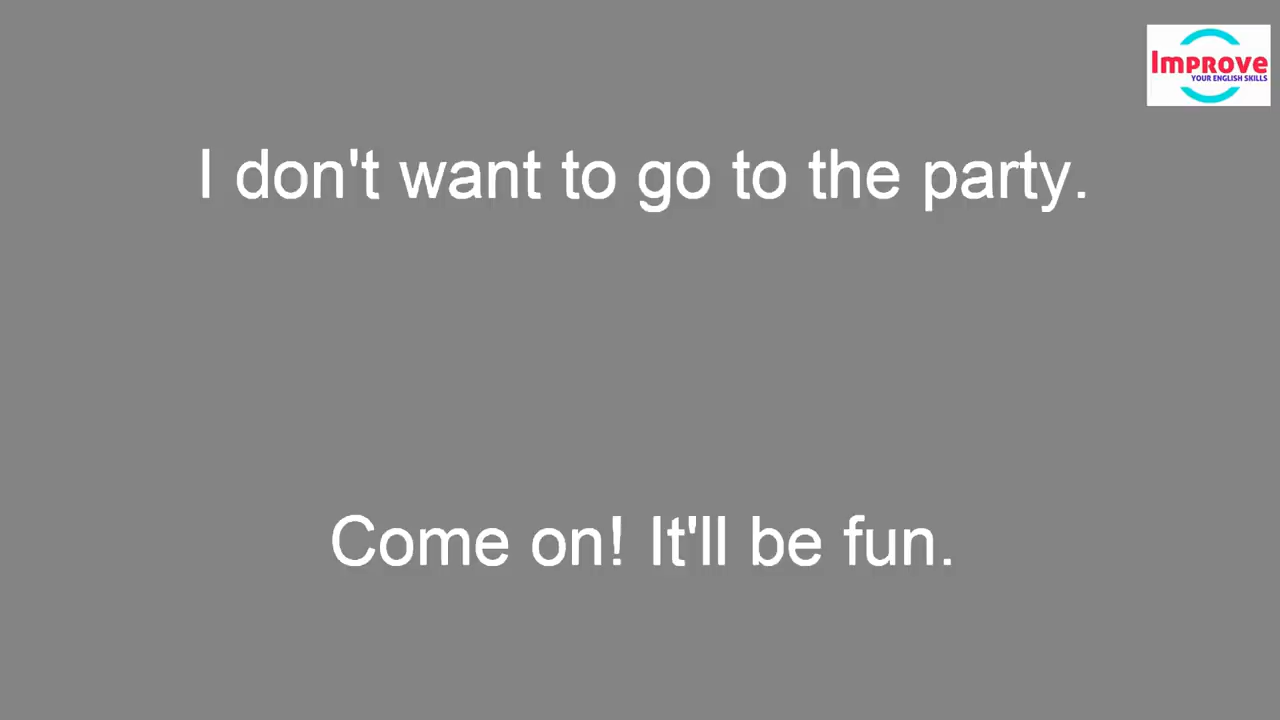 Improve
YOUR ENGLISH SKILLS
I don't want to go to the party.
Come on! It'll be fun.